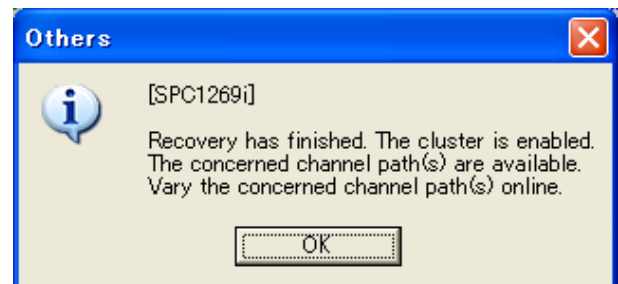 Others
[SPC1269i]
Recovery has finished. The cluster is enabled.
The concerned channel path(s) are available.
Vary the concerned channel path(s) online.
OK